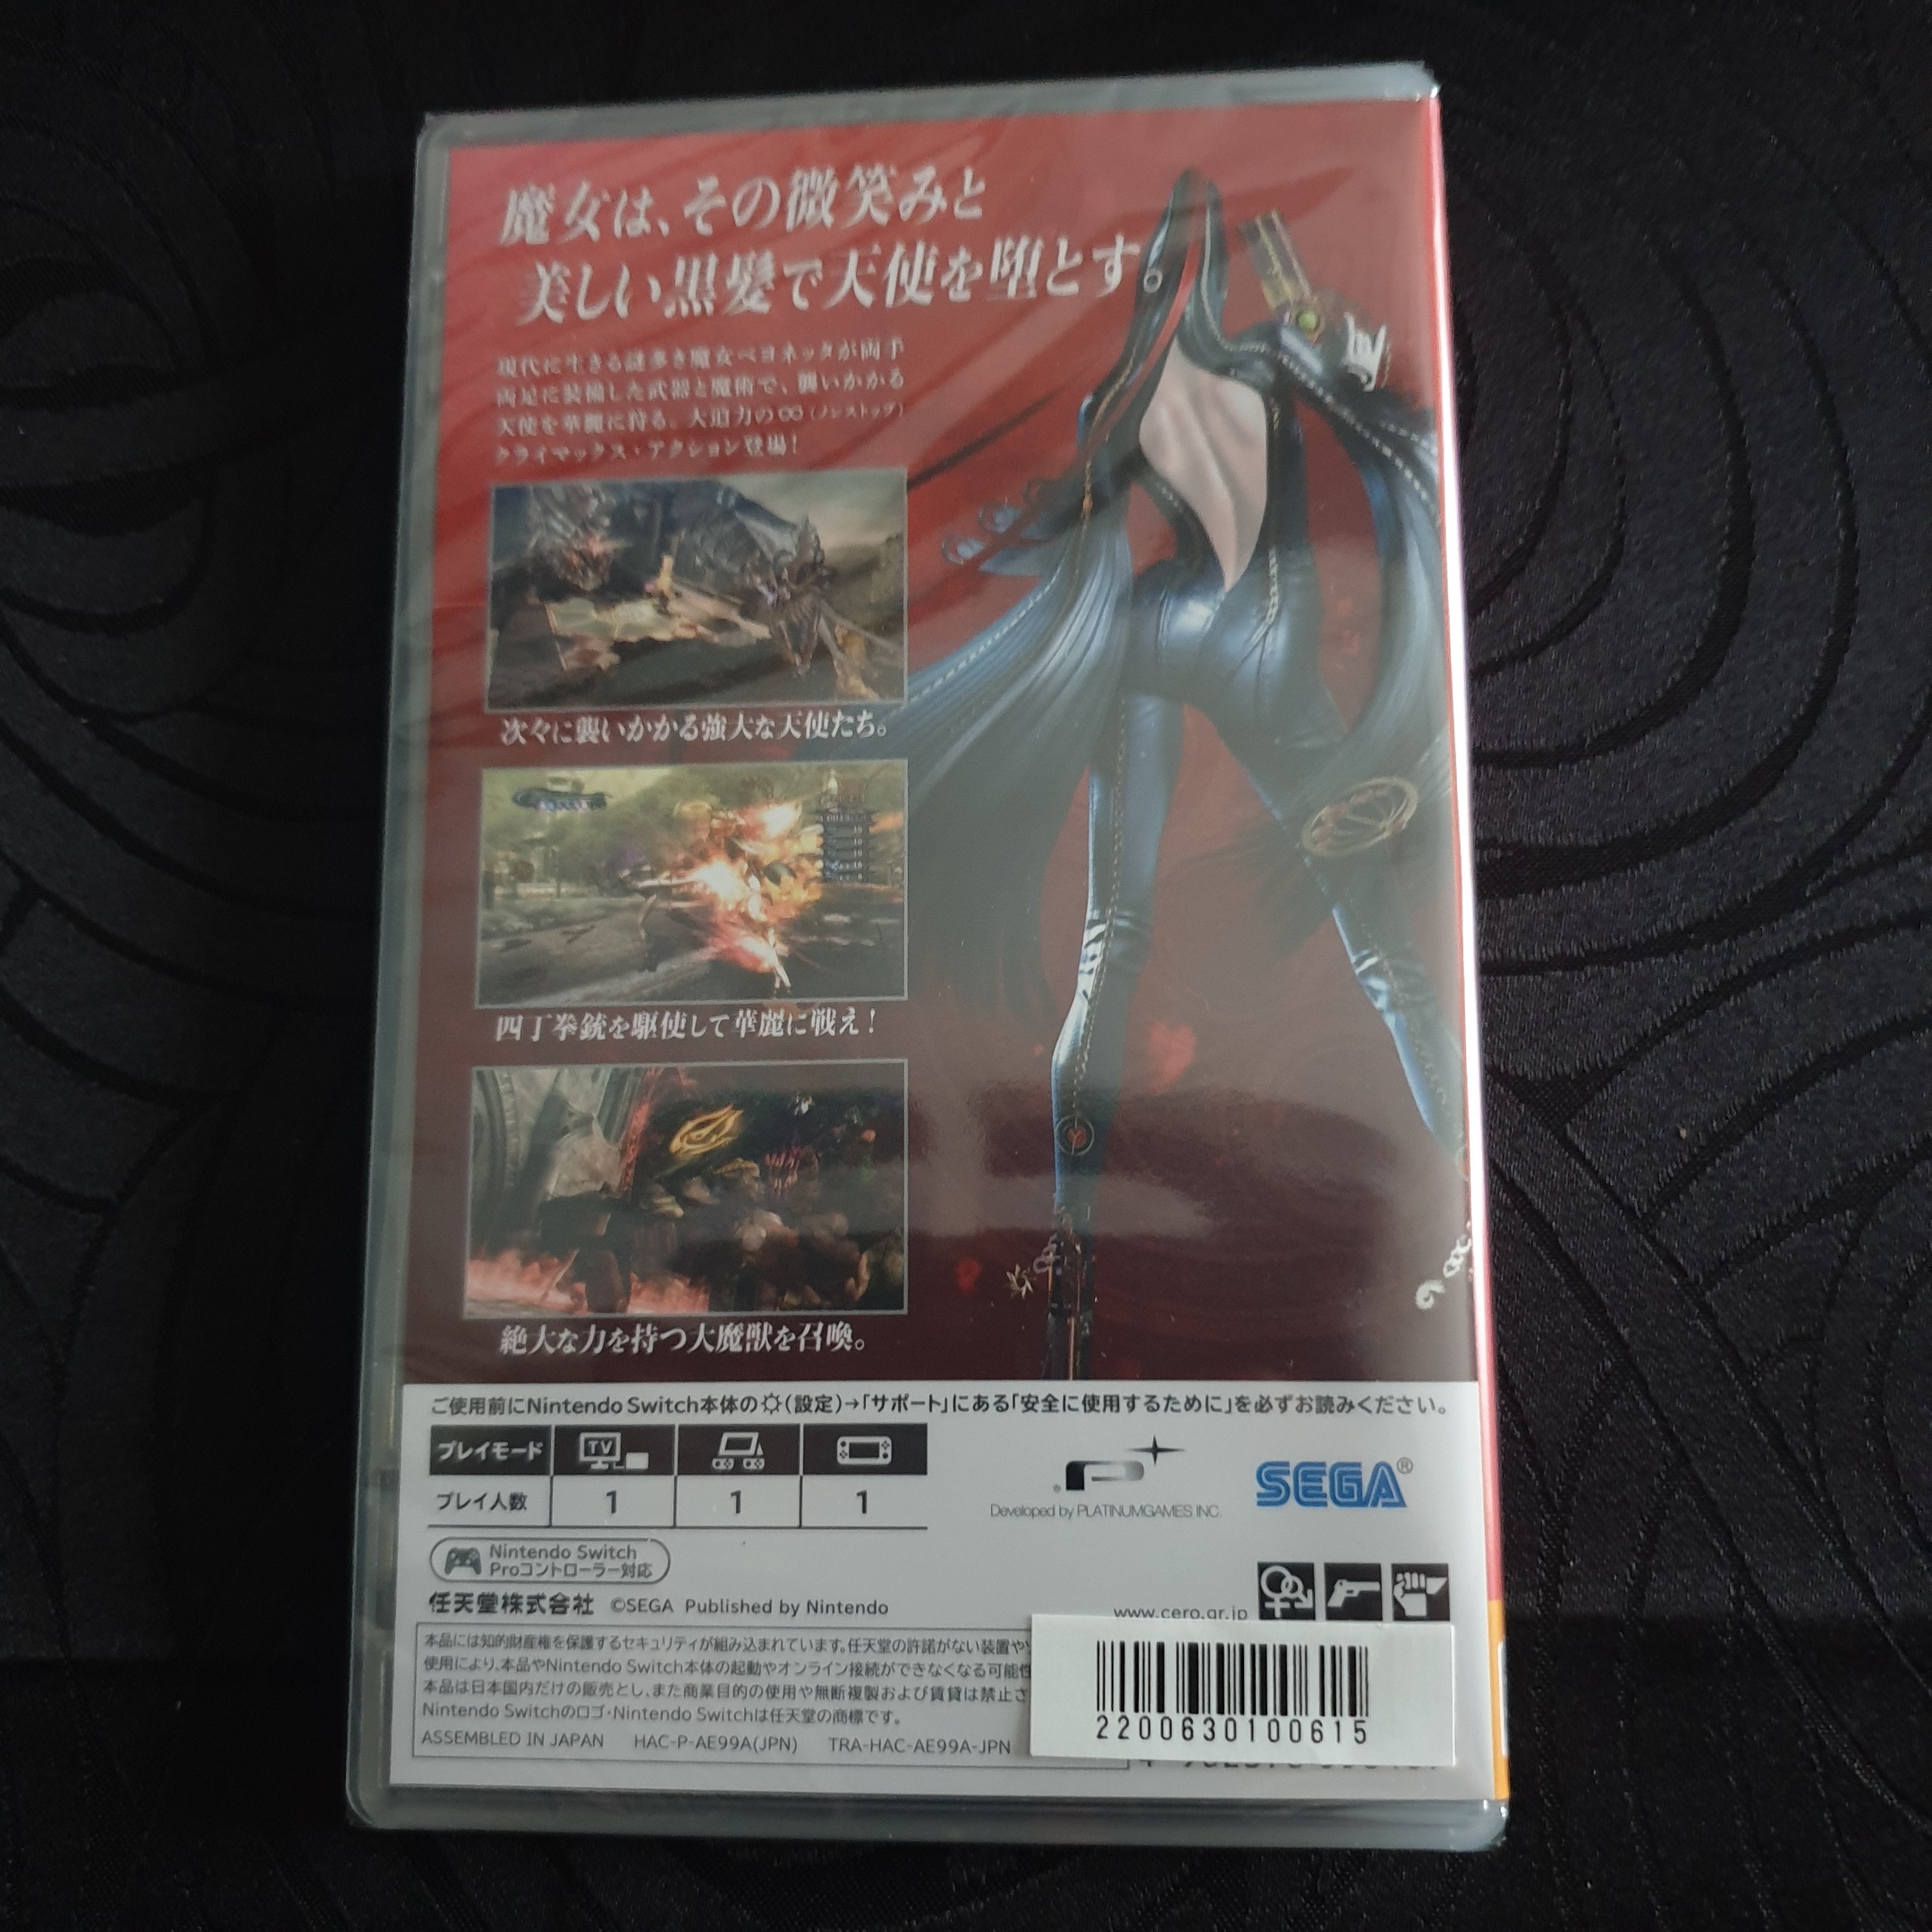 魔女は、その微笑みと
美しい黒髪で天使を堕とす。
現代に生きる謎多き魔女ベヨネッタが両手
両足に装備した武器と魔術で、襲いかかる
天使を華麗に狩る。大迫力の∞(ノンストップ)
クライマックス・アクション登場!
次々に襲いかかる強大な天使たち。
四丁拳銃を駆使して華麗に戦え!
絶大な力を持つ大魔獣を召喚。
ご使用前にNintendo Switch本体の(設定)→「サポート」にある「安全に使用するために」を必ずお読みください。
プレイモード TV
プレイ人数 1 1 1
Developed by PLATINUMGAMES INC.
SEGA®
Nintendo Switch
Proコントローラー対応
任天堂株式会社 ©SEGA Published by Nintendo
www.cero.gr.jp
本品には知的財産権を保護するセキュリティが組み込まれています。任天堂の許諾がない装置や
使用により、本品やNintendo Switch本体の起動やオンライン接続ができなくなる可能性
本品は日本国内だけの販売とし、また商業目的の使用や無断複製および賃貸は禁止さ
Nintendo Switchのロゴ・Nintendo Switchは任天堂の商標です。
ASSEMBLED IN JAPAN HAC-P-AE99A(JPN) TRA-HAC-AE99A-JPN
2200630100615